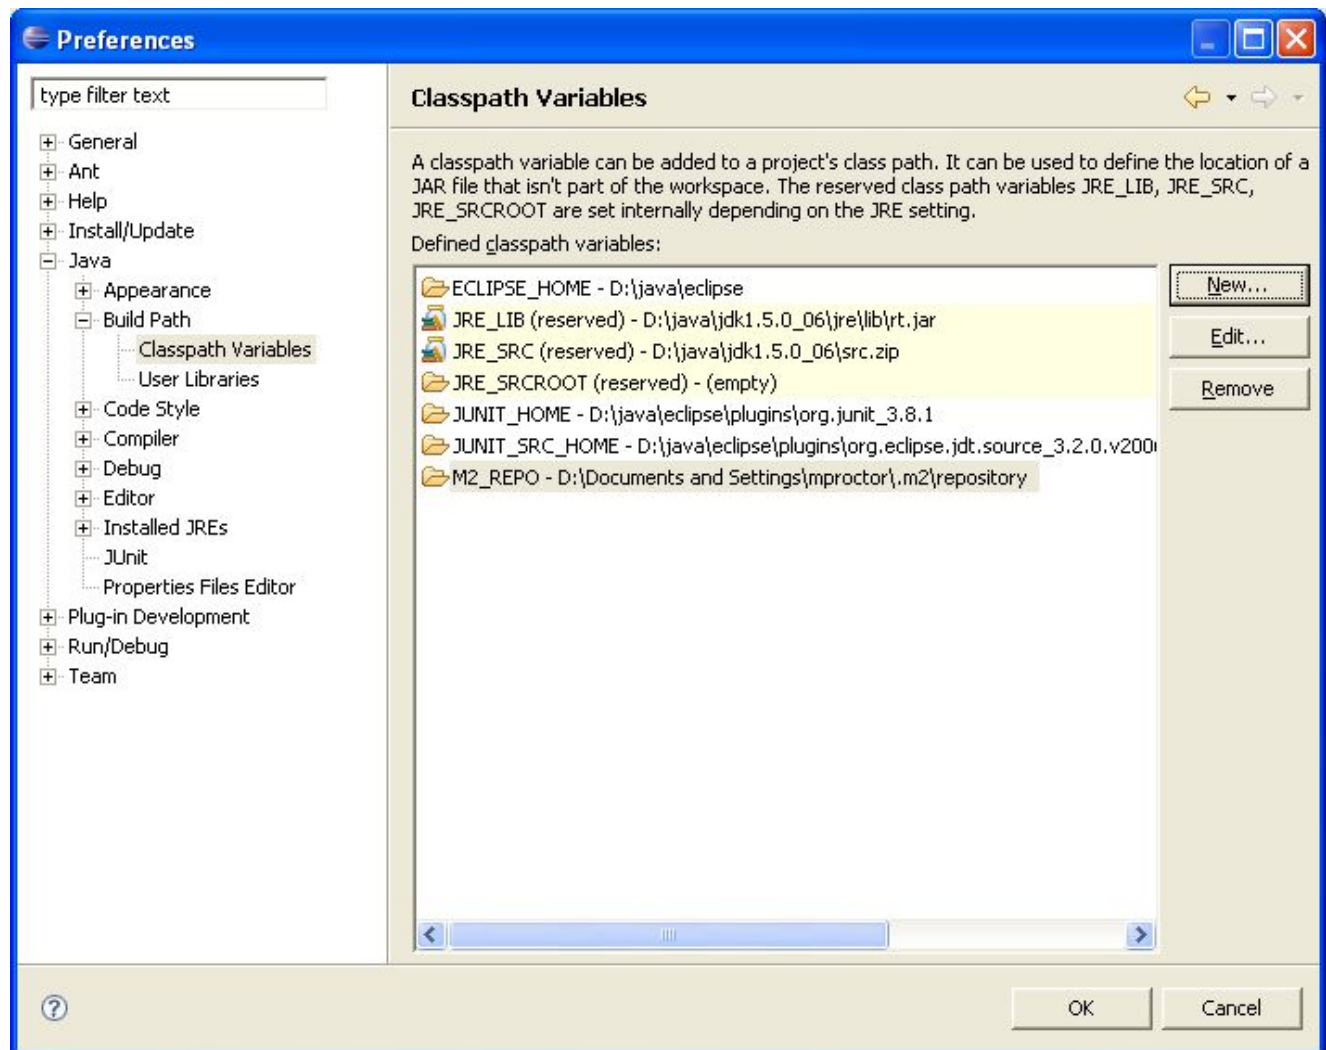 Preferences
type filter text
General
Ant
Help
Install/Update
Java
Appearance
Build Path
Classpath Variables
User Libraries
Code Style
Compiler
Debug
Editor
Installed JREs
JUnit
Properties Files Editor
Plug-in Development
Run/Debug
Team
Classpath Variables
A classpath variable can be added to a project's class path. It can be used to define the location of a
JAR file that isn't part of the workspace. The reserved class path variables JRE_LIB, JRE_SRC,
JRE_SRCROOT are set internally depending on the JRE setting.
Defined classpath variables:
ECLIPSE_HOME - D:\java\eclipse
JRE_LIB (reserved) - D:\java\jdk1.5.0_06\jre\lib\rt.jar
JRE_SRC (reserved) - D:\java\jdk1.5.0_06\src.zip
JRE_SRCROOT (reserved) - (empty)
JUNIT_HOME - D:\java\eclipse\plugins\org.junit_3.8.1
JUNIT_SRC_HOME - D:\java\eclipse\plugins\org.eclipse.jdt.source_3.2.0.v200
M2_REPO - D:\Documents and Settings\mproctor\.m2\repository
New...
Edit...
Remove
OK
Cancel